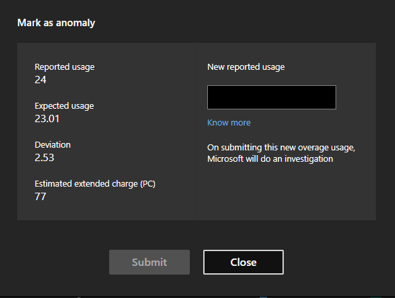 Mark as anomaly
Reported usage
24
Expected usage
23.01
Deviation
2.53
Estimated extended charge (PC)
77
New reported usage
Know more
On submitting this new overage usage,
Microsoft will do an investigation
Submit
Close